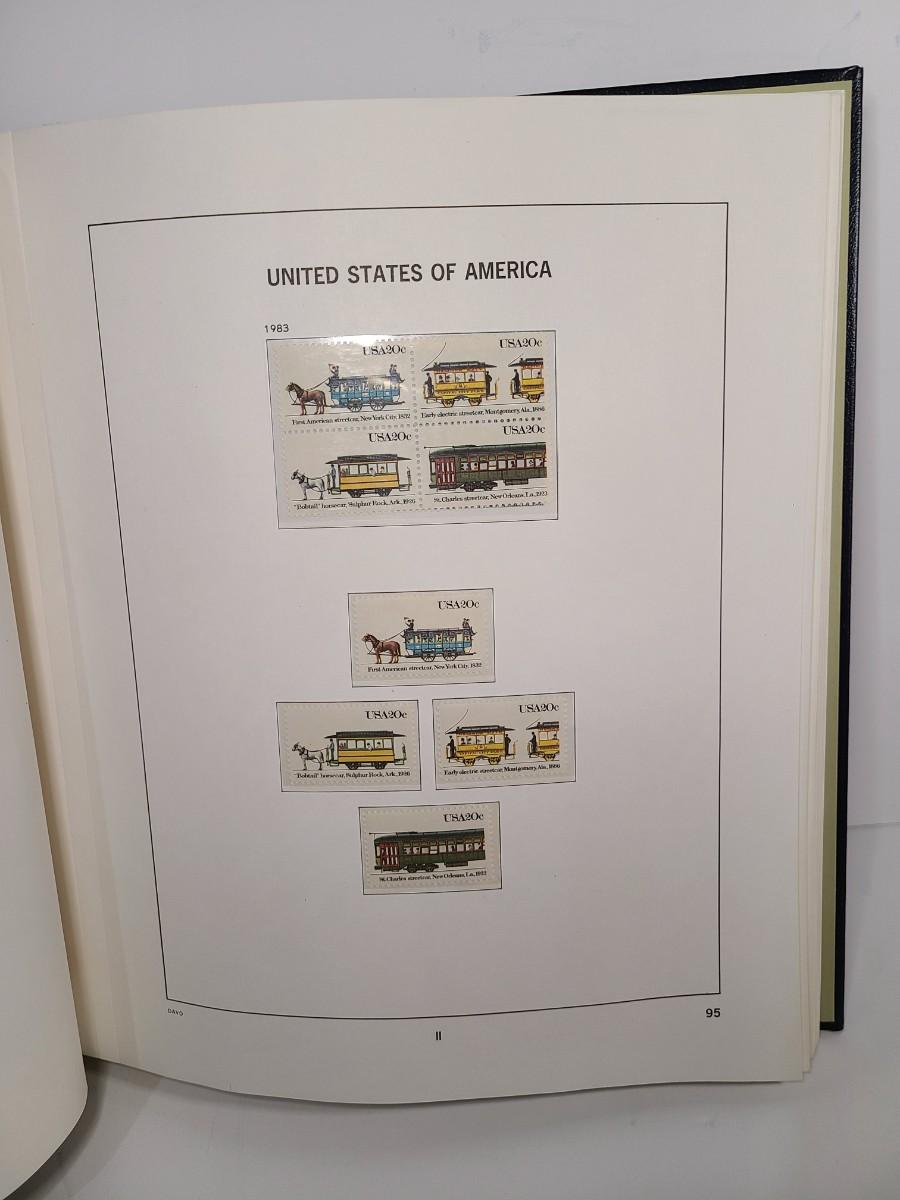 UNITED STATES OF AMERICA
1983
USA20c
First American streetcar, New York City, 1832
USA20c
Early electric streetcar, Montgomery, Ala., 1886
USA20c
"Bobtail" horsecar, Sulphur Rock, Ark., 1926
USA20c
St. Charles streetcar, New Orleans, La., 1923
USA20c
First American streetcar, New York City, 1832
USA20c
"Bobtail" horsecar, Sulphur Rock, Ark., 1926
USA20c
Early electric streetcar, Montgomery, Ala., 1886
USA20c
St. Charles streetcar, New Orleans, La., 1923
DAVO
II
95